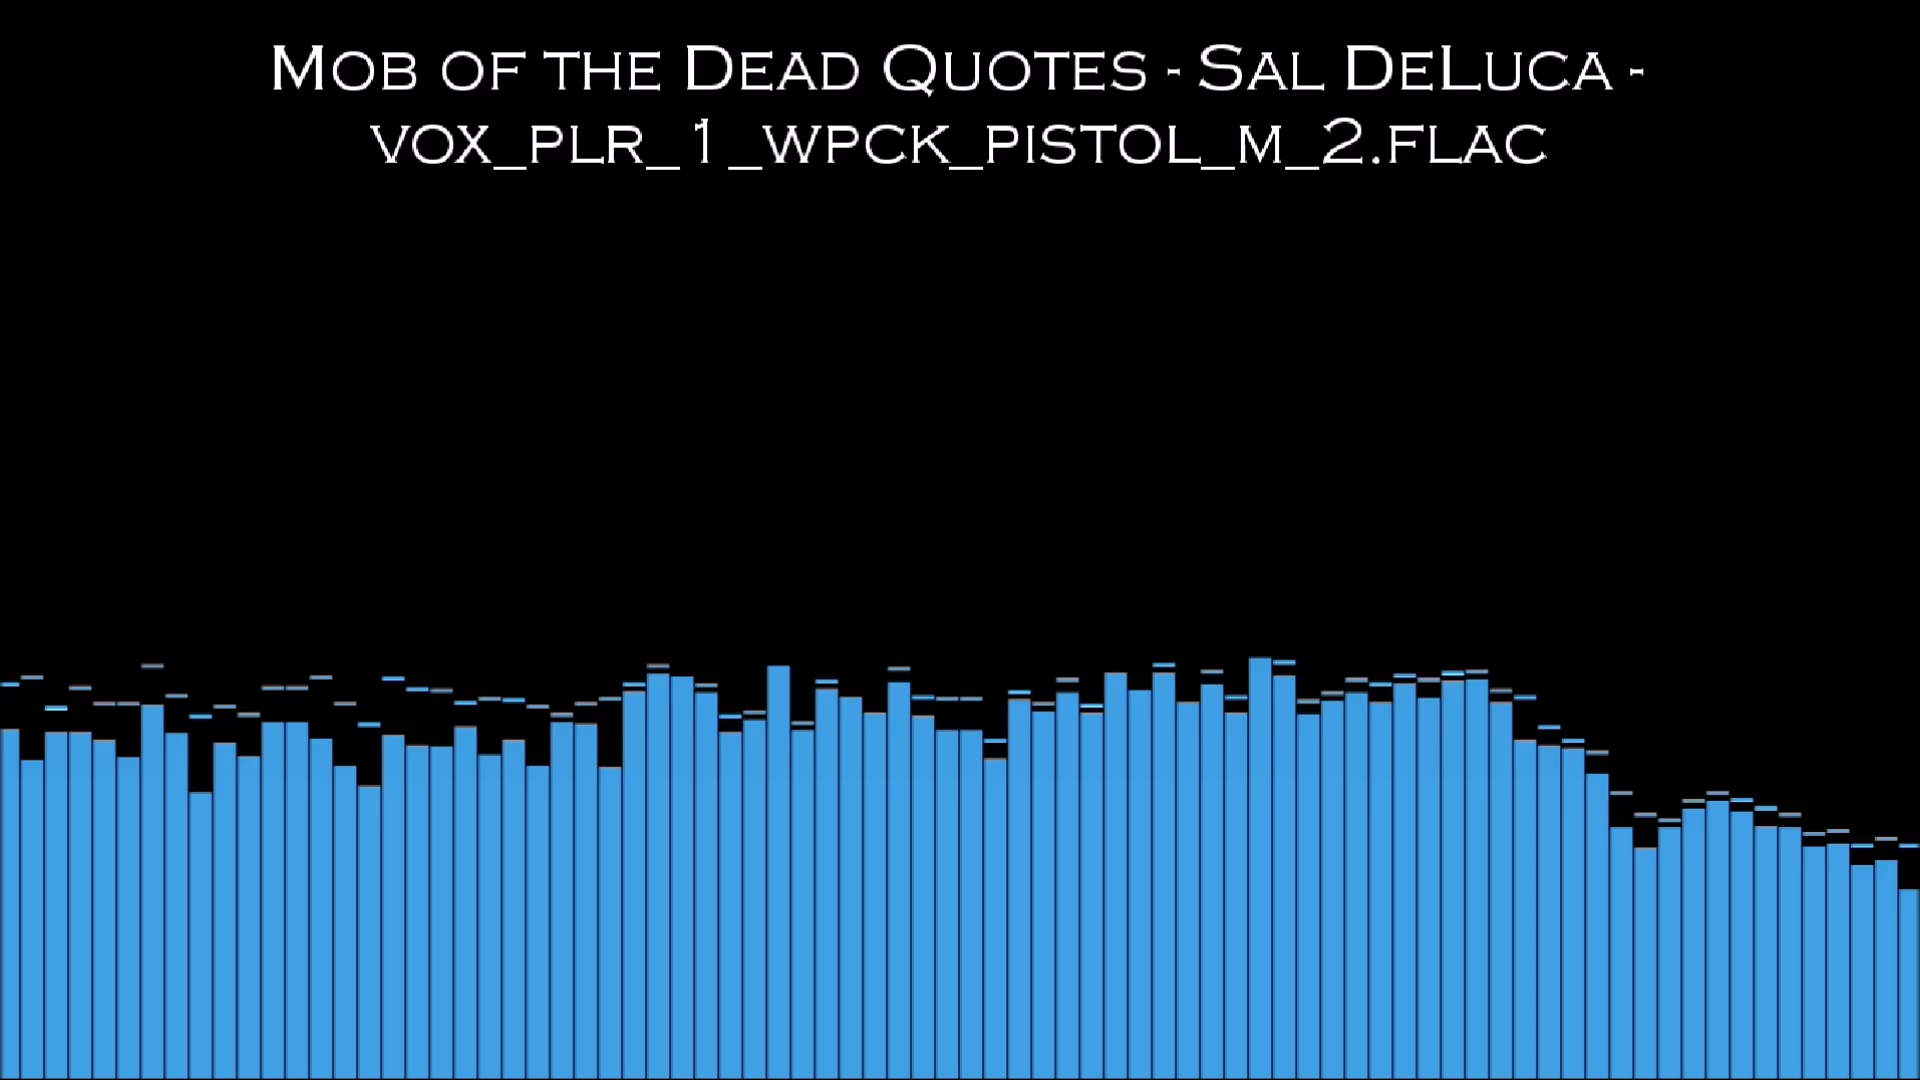 Mob of the Dead Quotes - Sal DeLuca -
vox_plr_1_wpck_pistol_m_2.flac